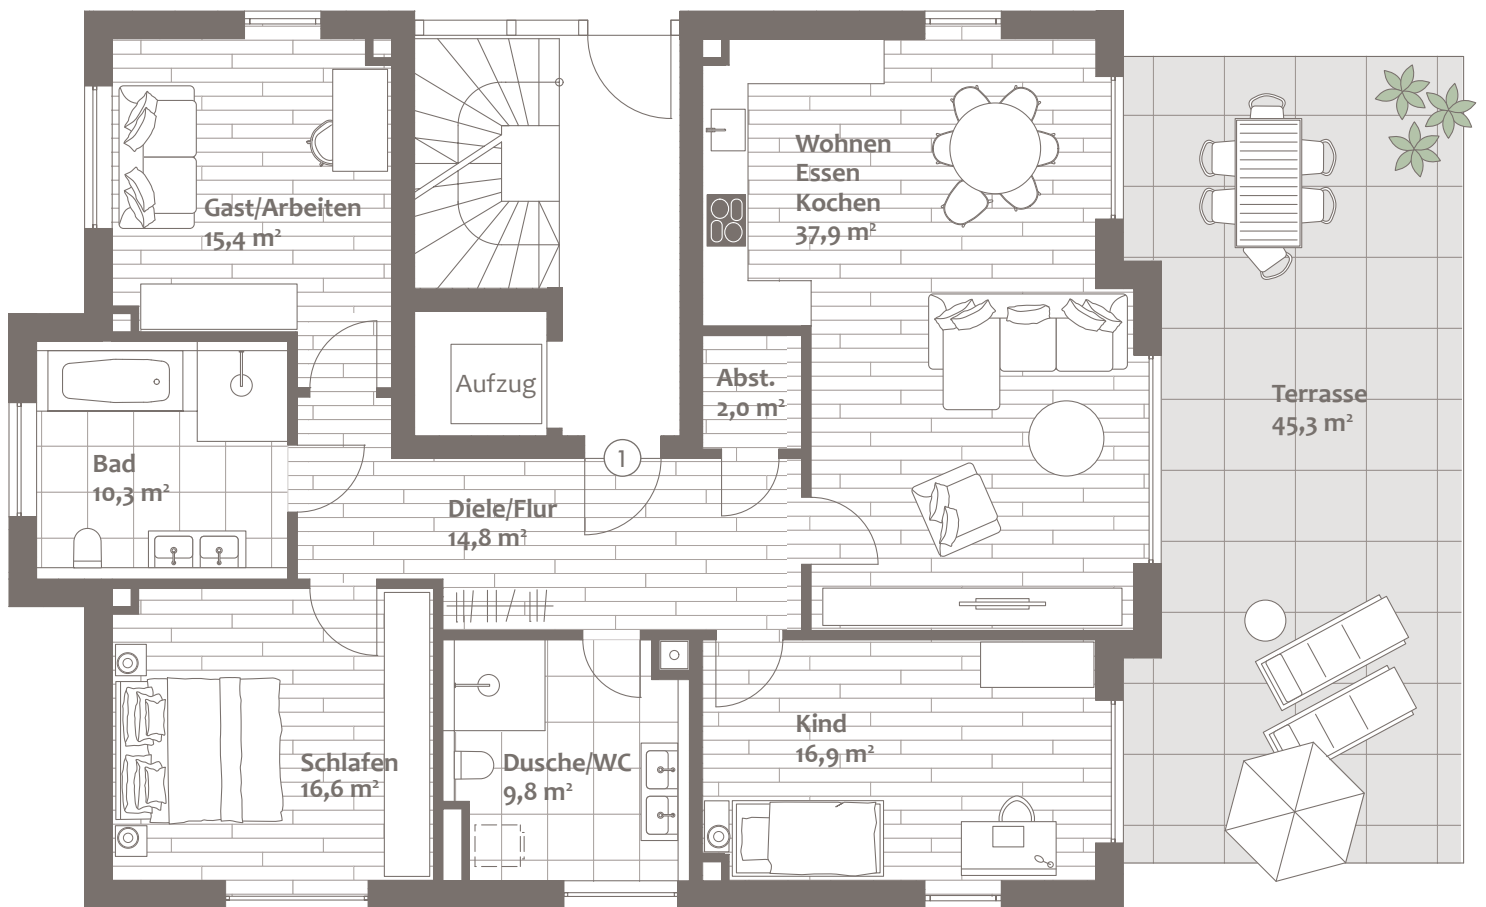 Gast/Arbeiten
15,4 m²
Aufzug
Wohnen
Essen
Kochen
37,9 m²
Abst.
2,0 m²
Terrasse
45,3 m²
Bad
10,3 m²
1
Diele/Flur
14,8 m²
Schlafen
16,6 m²
Dusche/WC
9,8 m²
Kind
16,9 m²